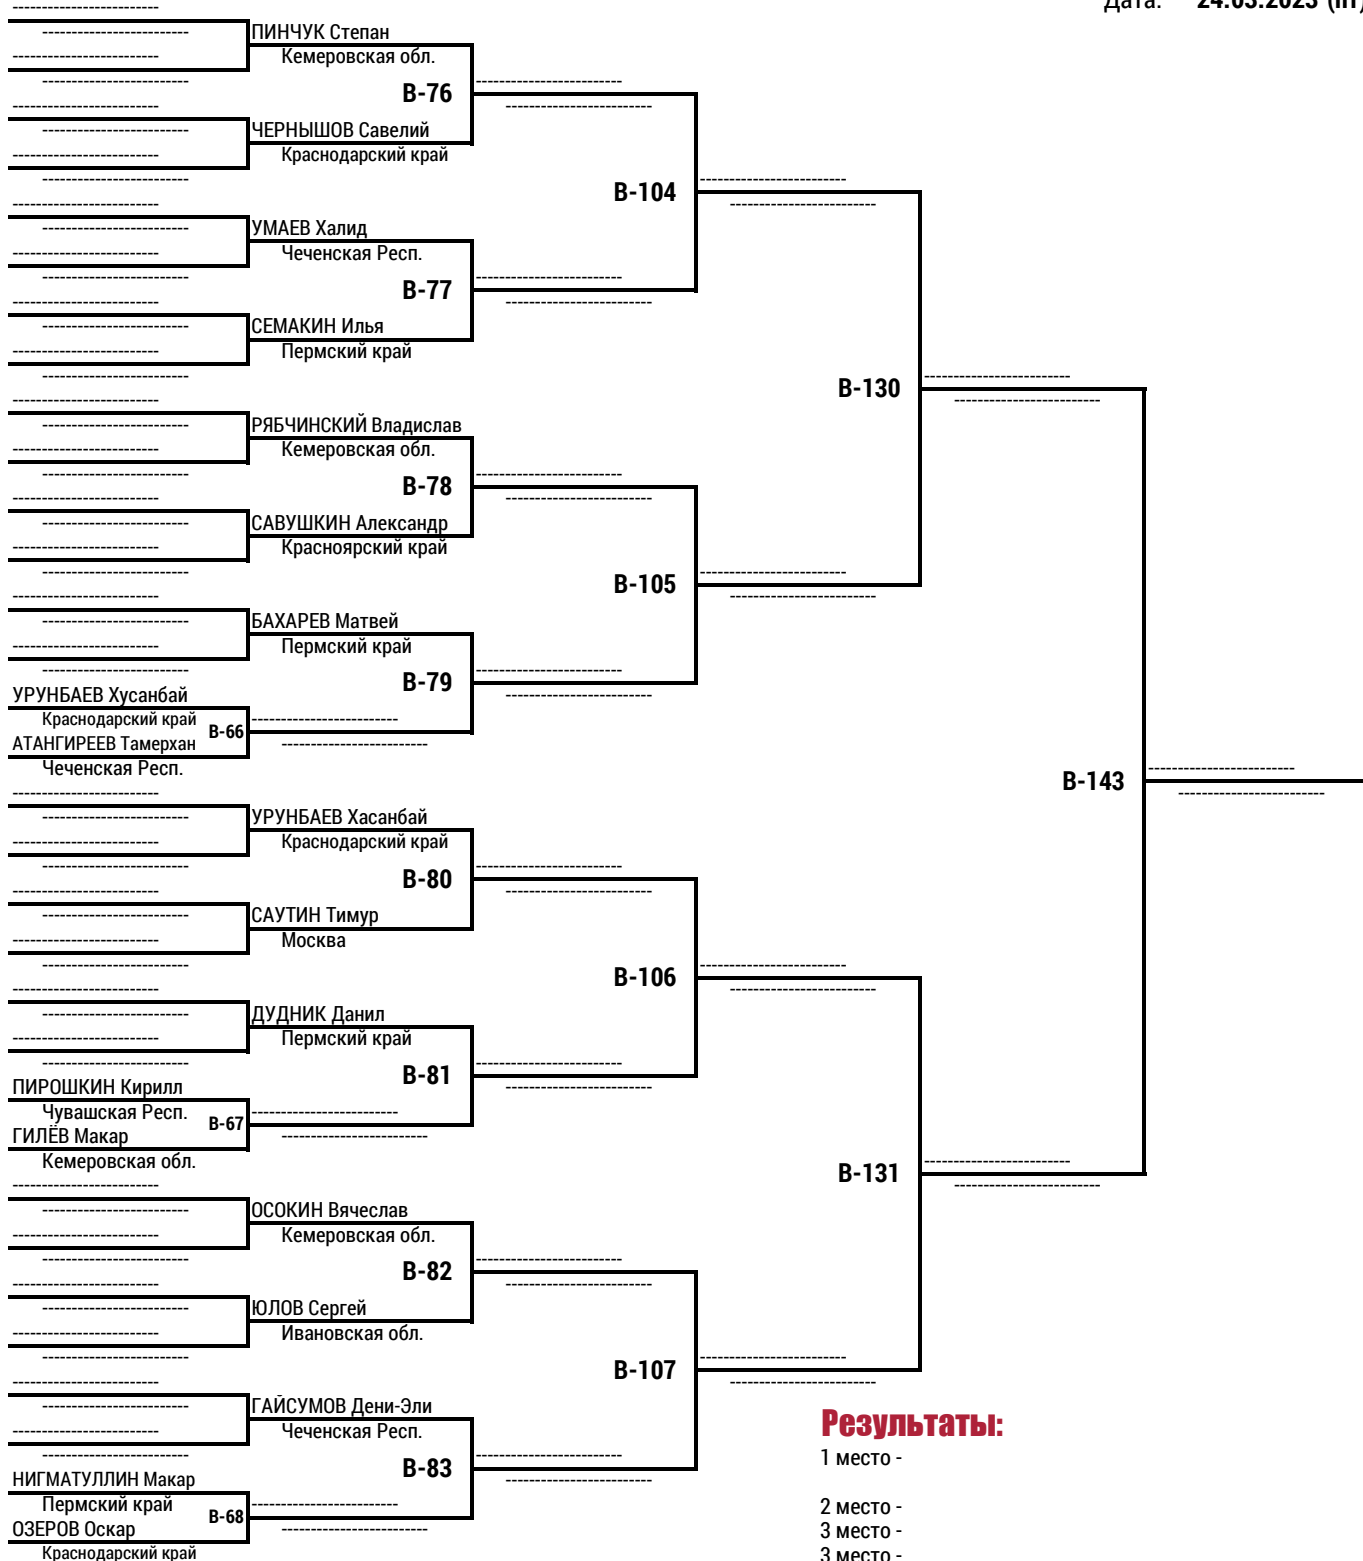 Дата: 24.03.2023 (пт)
ПИНЧУК Степан
Кемеровская обл.
B-76
ЧЕРНЫШОВ Савелий
Краснодарский край
B-104
УМАЕВ Халид
Чеченская Респ.
B-77
СЕМАКИН Илья
Пермский край
B-130
РЯБЧИНСКИЙ Владислав
Кемеровская обл.
B-78
САВУШКИН Александр
Красноярский край
B-105
БАХАРЕВ Матвей
Пермский край
B-79
УРУНБАЕВ Хусанбай
Краснодарский край
B-66
АТАНГИРЕЕВ Тамерхан
Чеченская Респ.
B-143
УРУНБАЕВ Хасанбай
Краснодарский край
B-80
САУТИН Тимур
Москва
B-106
ДУДНИК Данил
Пермский край
B-81
ПИРОШКИН Кирилл
Чувашская Респ.
B-67
ГИЛЁВ Макар
Кемеровская обл.
B-131
ОСОКИН Вячеслав
Кемеровская обл.
B-82
ЮЛОВ Сергей
Ивановская обл.
B-107
ГАЙСУМОВ Дени-Эли
Чеченская Респ.
B-83
НИГМАТУЛЛИН Макар
Пермский край
B-68
ОЗЕРОВ Оскар
Краснодарский край
Результаты:
1 место -
2 место -
3 место -
3 место -